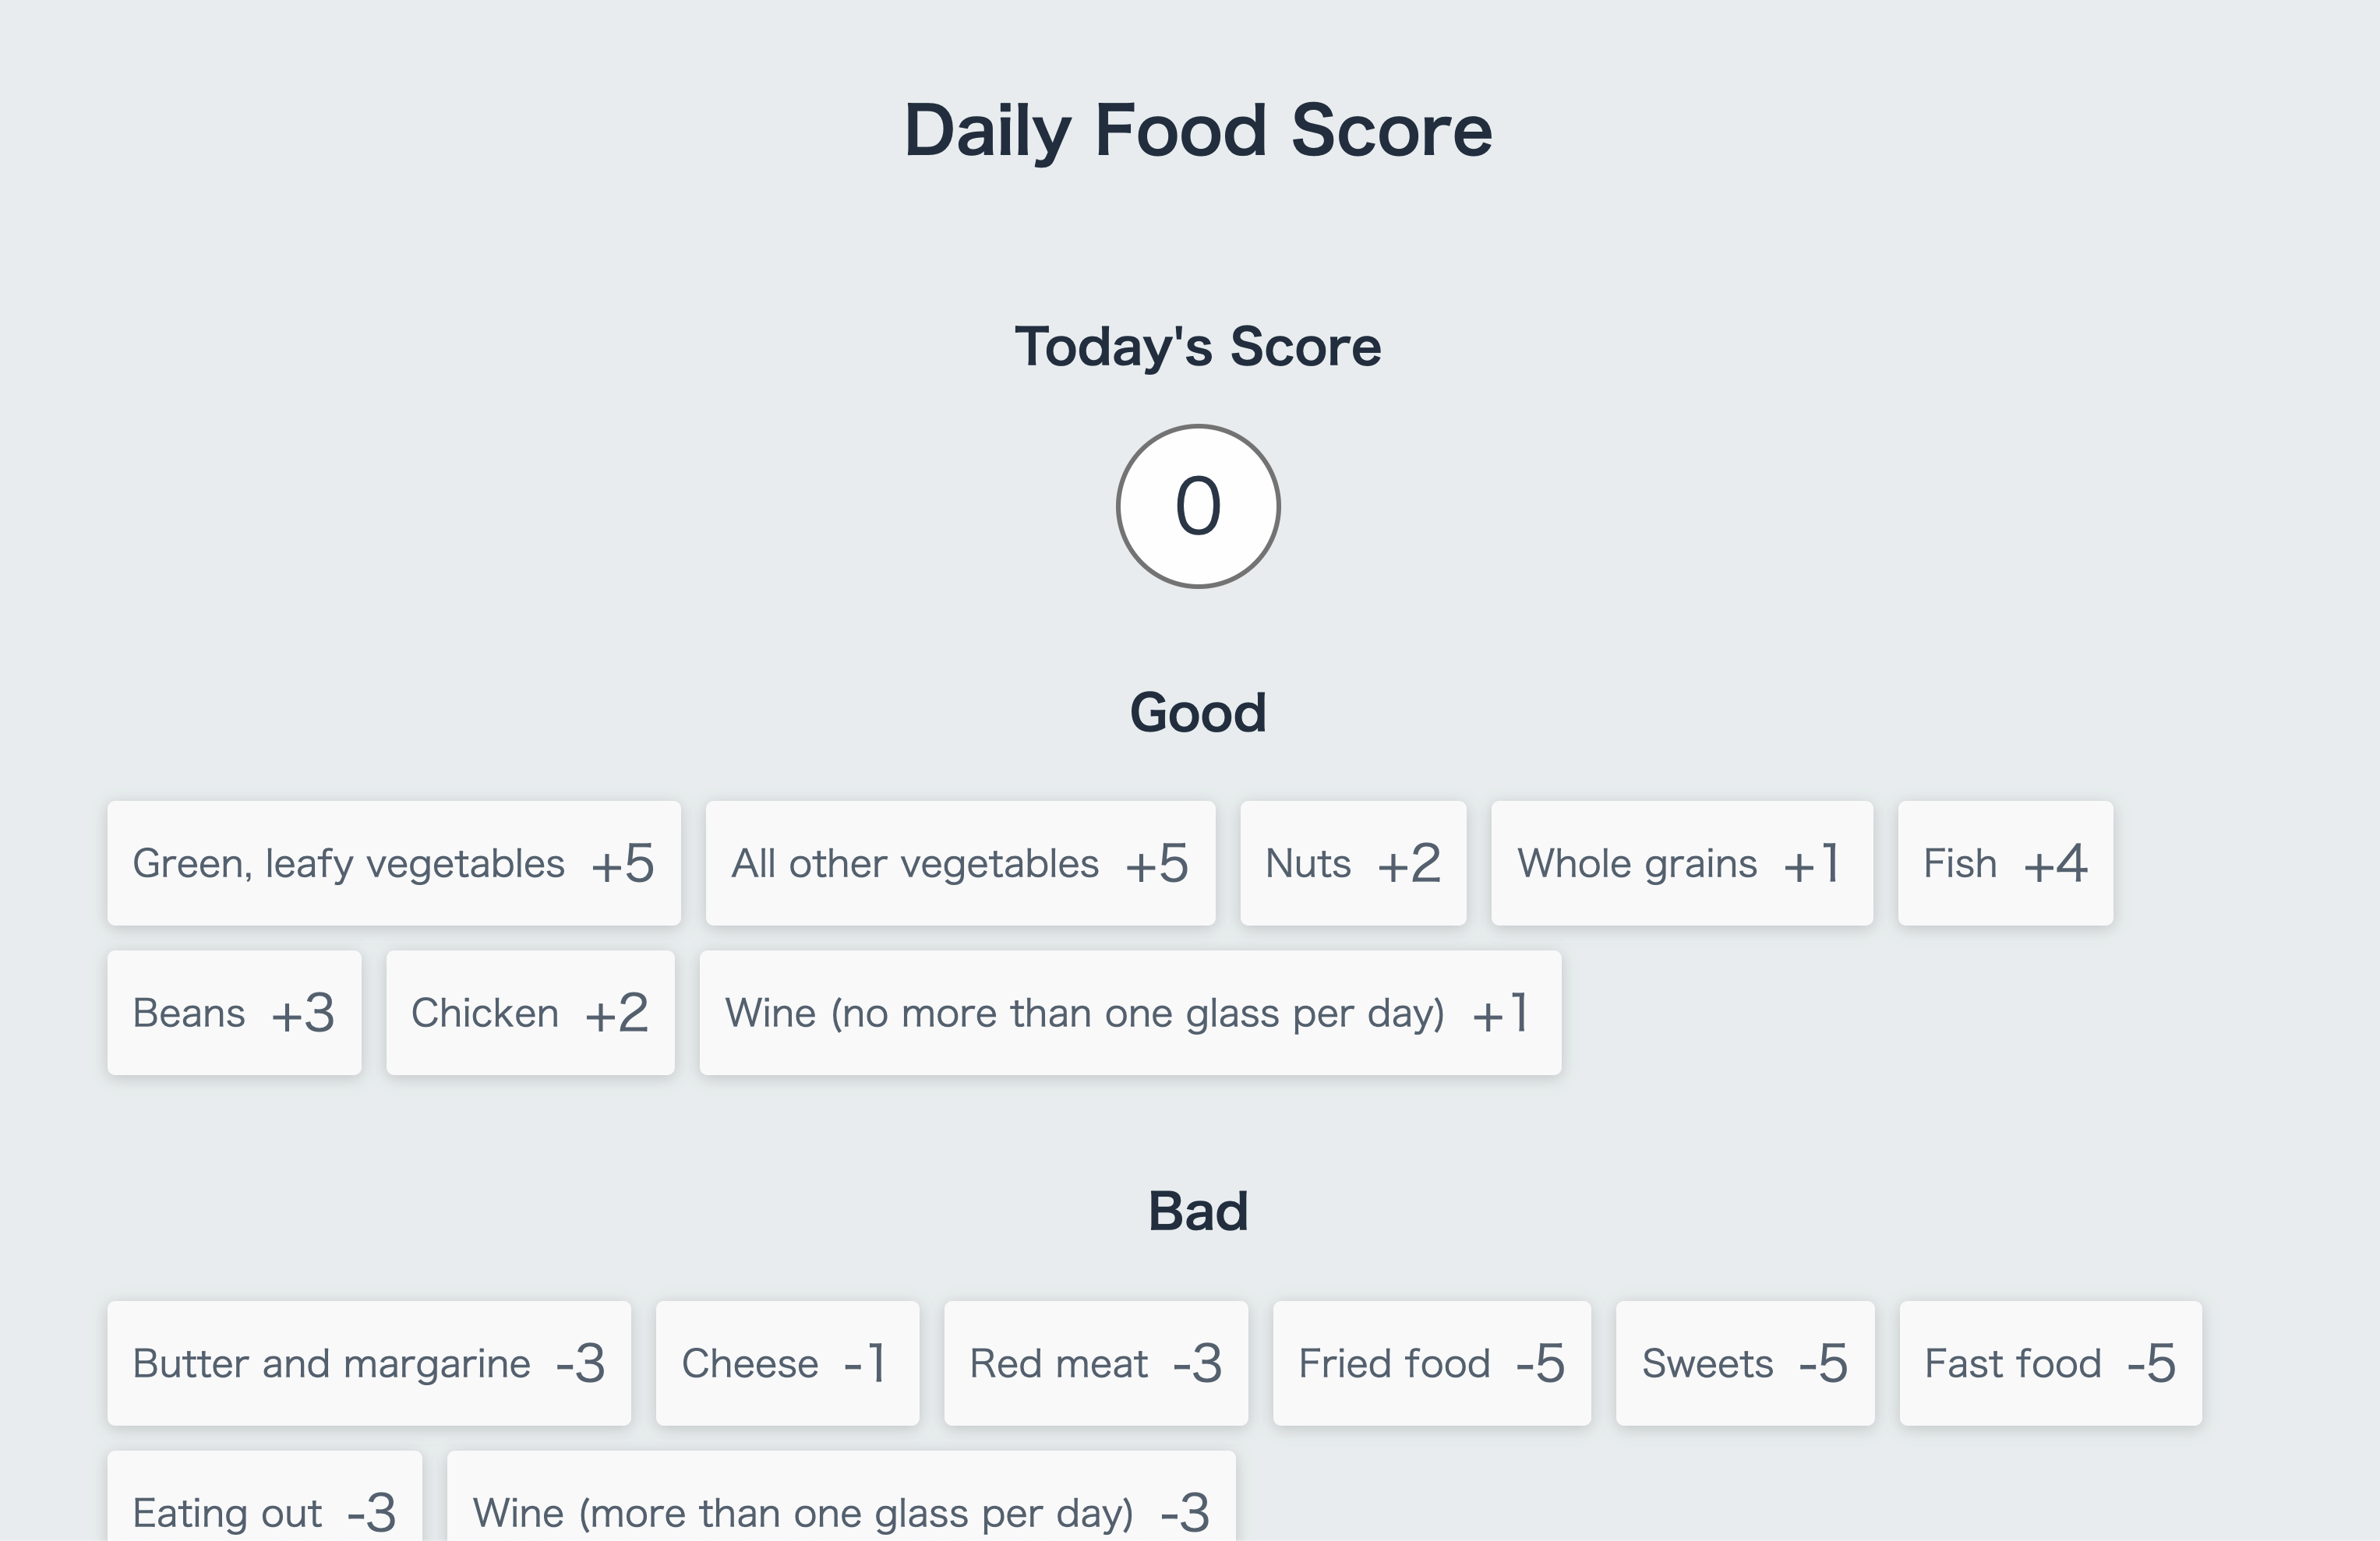 Daily Food Score
Today's Score
0
Good
Green, leafy vegetables +5 All other vegetables +5 Nuts +2 Whole grains +1 Fish +4
Beans +3 Chicken +2 Wine (no more than one glass per day) +1
Bad
Butter and margarine -3 Cheese -1 Red meat -3 Fried food -5 Sweets -5 Fast food -5
Eating out -3 Wine (more than one glass per day) -3